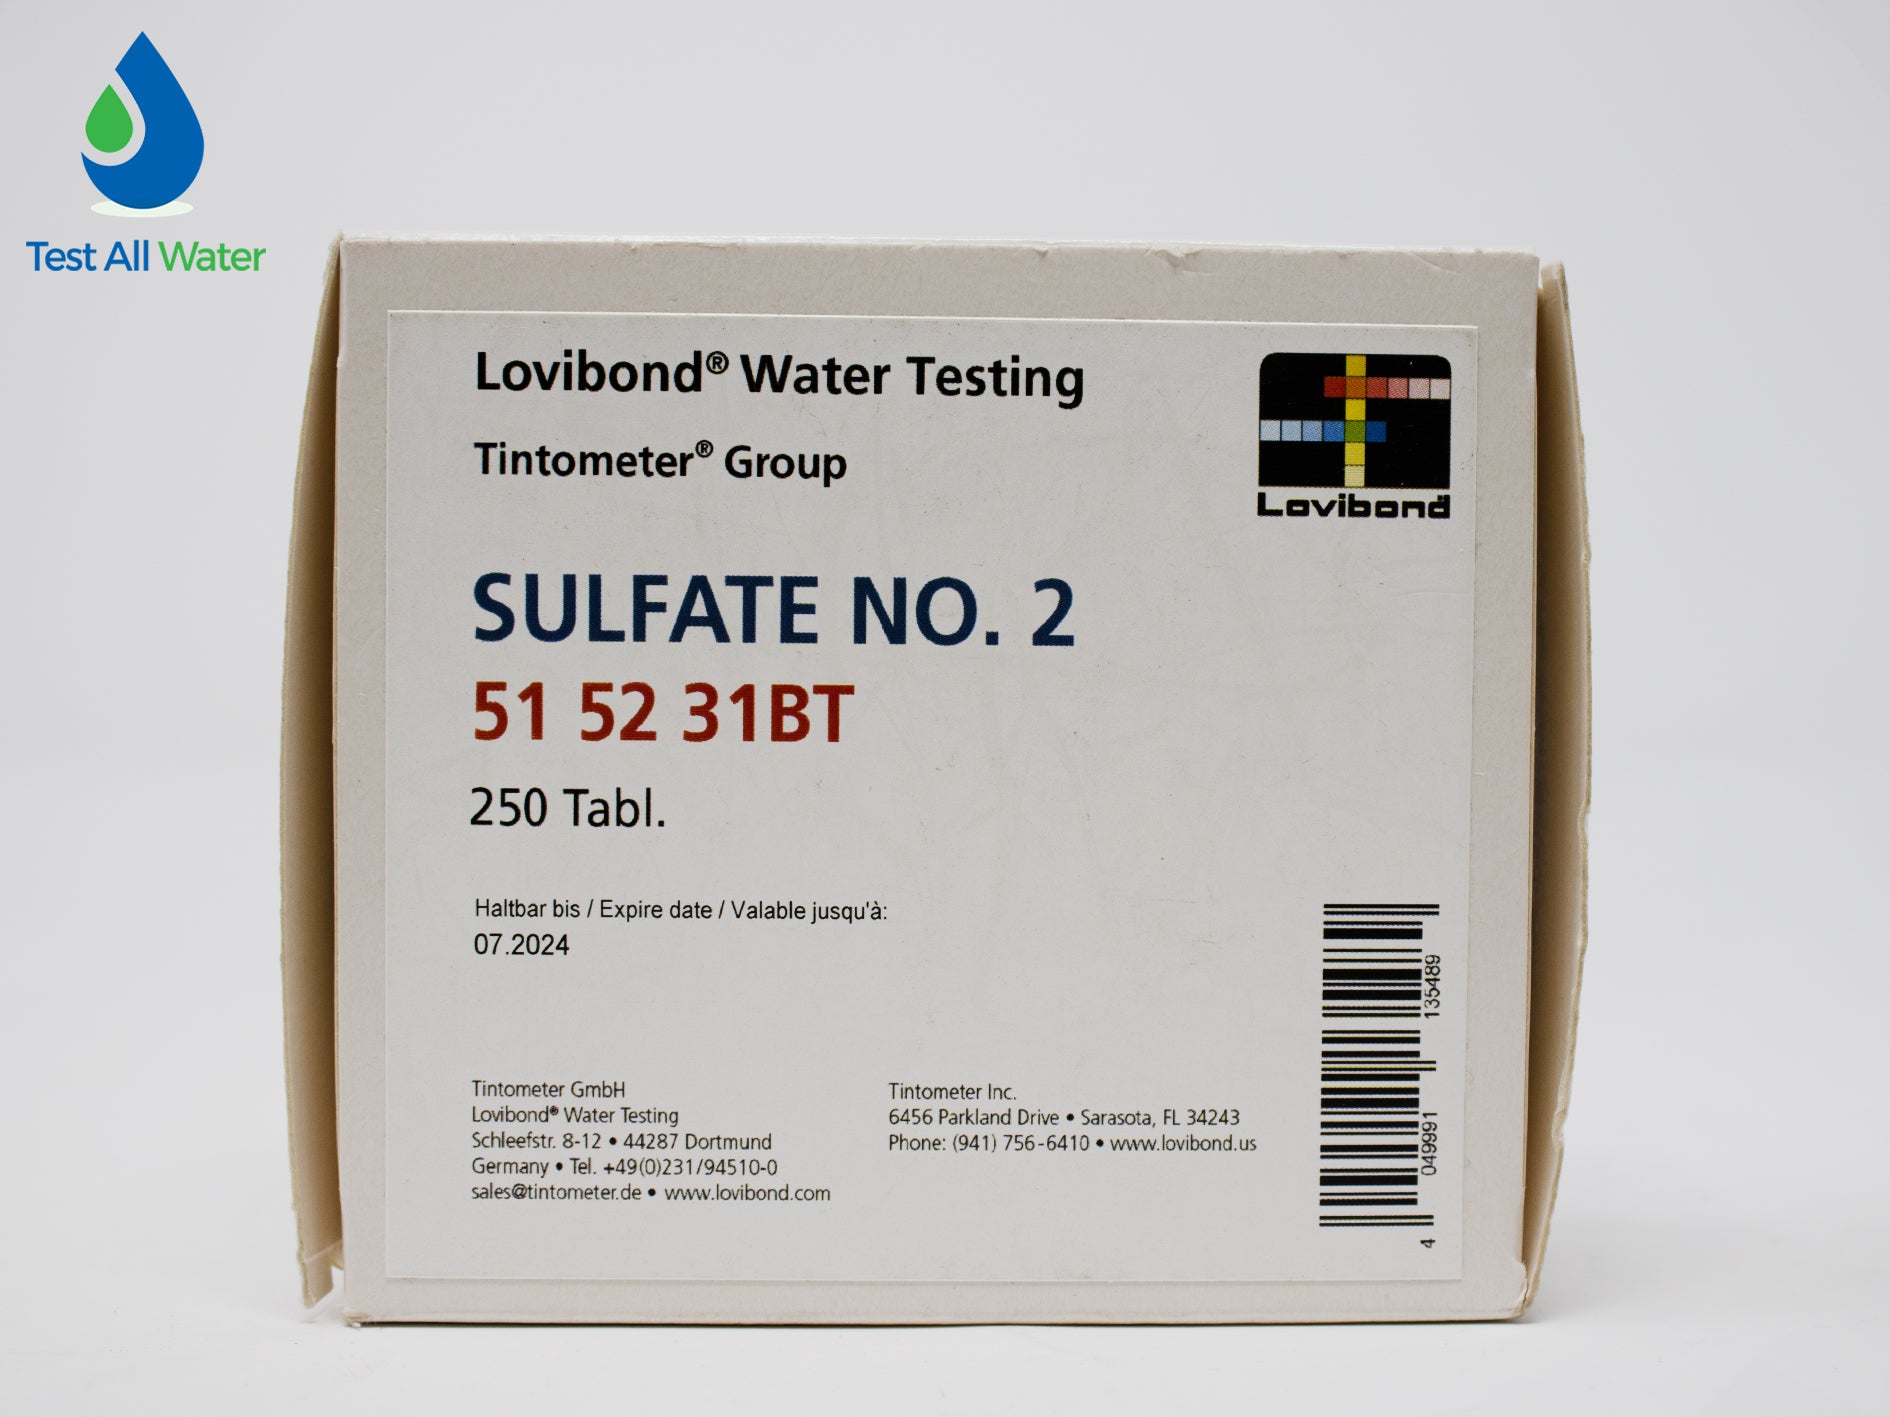 Test All Water
Lovibond® Water Testing
Tintometer® Group
Lovibond
SULFATE NO. 2
51 52 31BT
250 Tabl.
Haltbar bis / Expire date / Valable jusqu'à:
07.2024
Tintometer GmbH
Lovibond® Water Testing
Schleefstr. 8-12 • 44287 Dortmund
Germany • Tel. +49(0)231/94510-0
sales@tintometer.de • www.lovibond.com
Tintometer Inc.
6456 Parkland Drive • Sarasota, FL 34243
Phone: (941) 756-6410 • www.lovibond.us
4 049991 135489